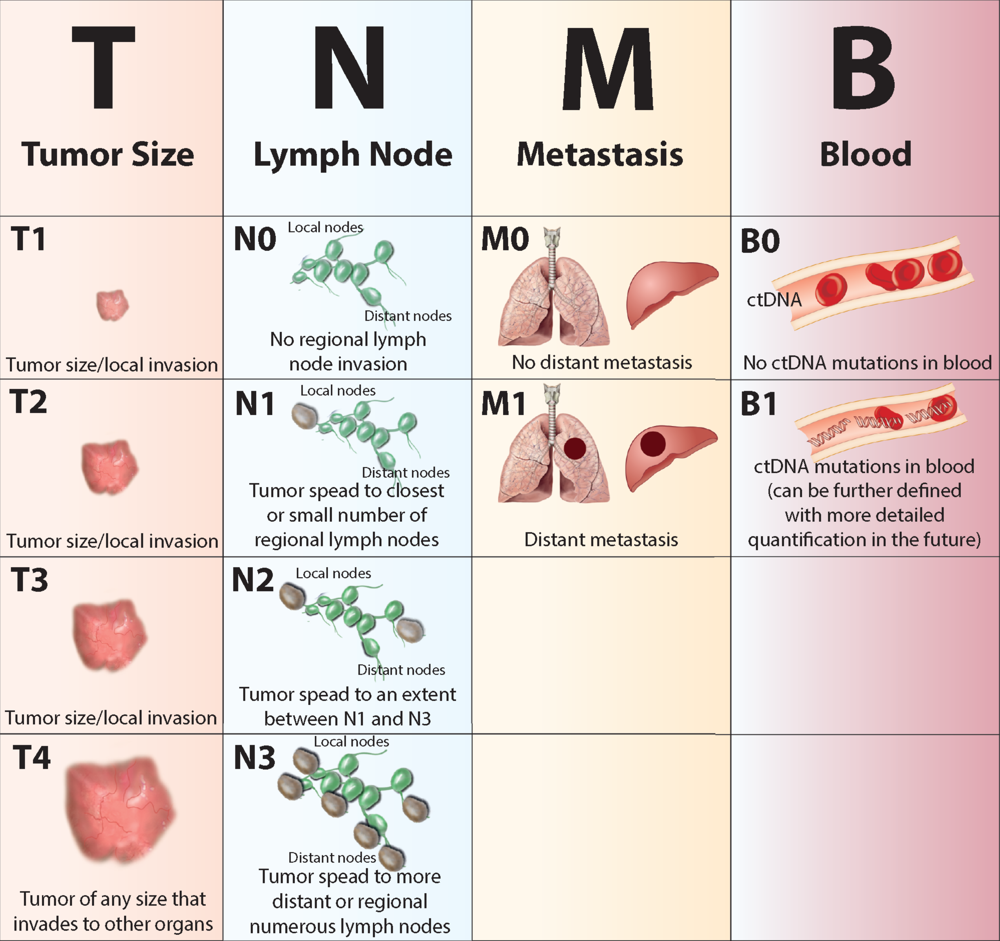 T
N
M
B
Tumor Size
Lymph Node
Metastasis
Blood
T1
Tumor size/local invasion
N0
Local nodes
Distant nodes
No regional lymph
node invasion
M0
No distant metastasis
B0
ctDNA
No ctDNA mutations in blood
T2
Tumor size/local invasion
N1
Local nodes
Distant nodes
Tumor spead to closest
or small number of
regional lymph nodes
M1
Distant metastasis
B1
ctDNA mutations in blood
(can be further defined
with more detailed
quantification in the future)
T3
Tumor size/local invasion
N2
Local nodes
Distant nodes
Tumor spead to an extent
between N1 and N3
T4
Tumor of any size that
invades to other organs
N3
Local nodes
Distant nodes
Tumor spead to more
distant or regional
numerous lymph nodes